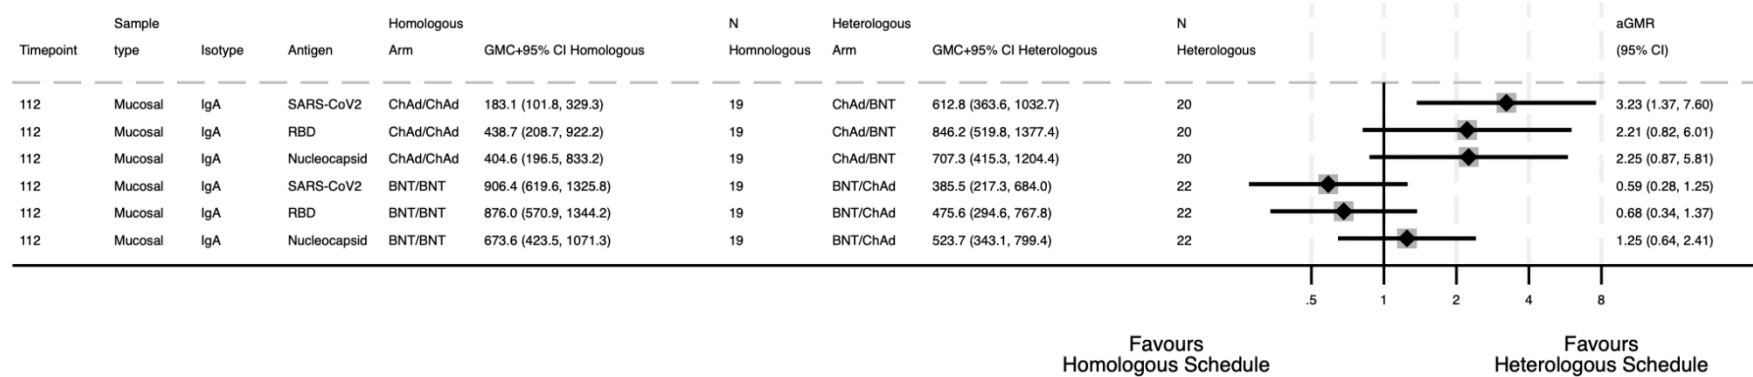 Sample Homologous N Heterologous N aGMR
Timepoint type Isotype Antigen Arm GMC+95% CI Homologous Homnologous Arm GMC+95% CI Heterologous Heterologous (95% CI)
112 Mucosal IgA SARS-CoV2 ChAd/ChAd 183.1 (101.8, 329.3) 19 ChAd/BNT 612.8 (363.6, 1032.7) 20 3.23 (1.37, 7.60)
112 Mucosal IgA RBD ChAd/ChAd 438.7 (208.7, 922.2) 19 ChAd/BNT 846.2 (519.8, 1377.4) 20 2.21 (0.82, 6.01)
112 Mucosal IgA Nucleocapsid ChAd/ChAd 404.6 (196.5, 833.2) 19 ChAd/BNT 707.3 (415.3, 1204.4) 20 2.25 (0.87, 5.81)
112 Mucosal IgA SARS-CoV2 BNT/BNT 906.4 (619.6, 1325.8) 19 BNT/ChAd 385.5 (217.3, 684.0) 22 0.59 (0.28, 1.25)
112 Mucosal IgA RBD BNT/BNT 876.0 (570.9, 1344.2) 19 BNT/ChAd 475.6 (294.6, 767.8) 22 0.68 (0.34, 1.37)
112 Mucosal IgA Nucleocapsid BNT/BNT 673.6 (423.5, 1071.3) 19 BNT/ChAd 523.7 (343.1, 799.4) 22 1.25 (0.64, 2.41)
.5 1 2 4 8
Favours Favours
Homologous Schedule Heterologous Schedule